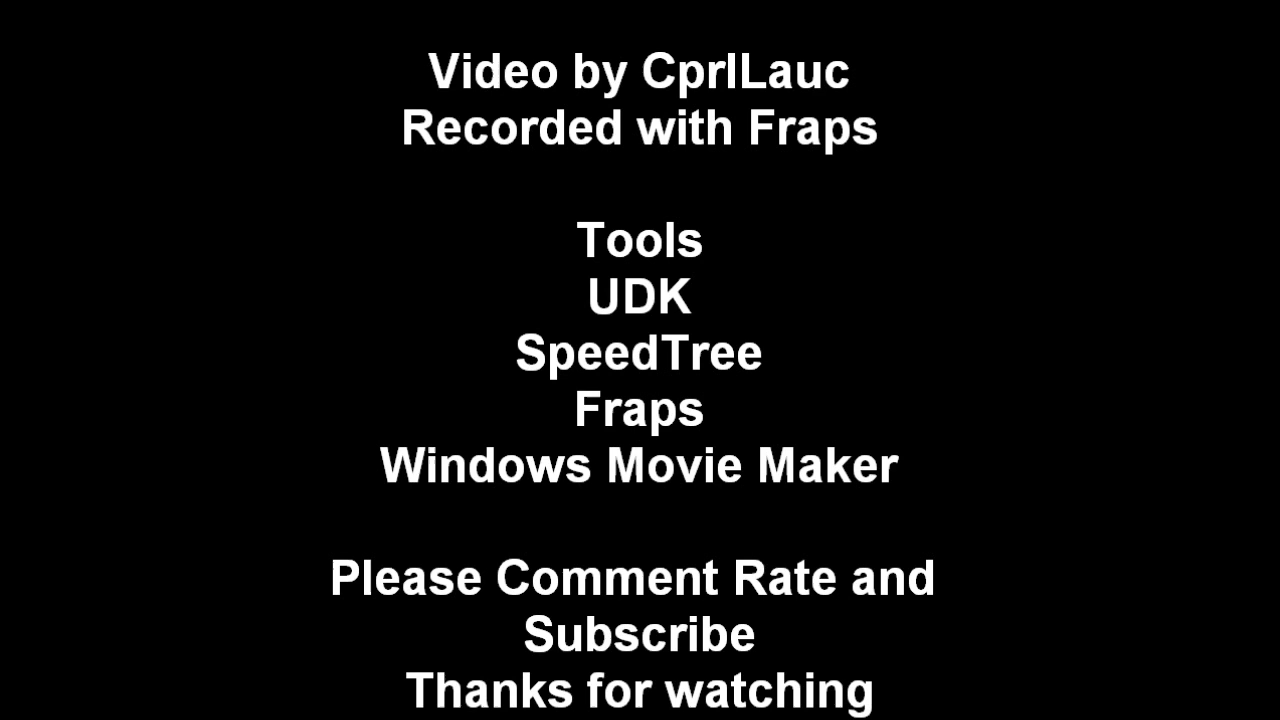 Video by CprlLauc
Recorded with Fraps
Tools
UDK
SpeedTree
Fraps
Windows Movie Maker
Please Comment Rate and
Subscribe
Thanks for watching